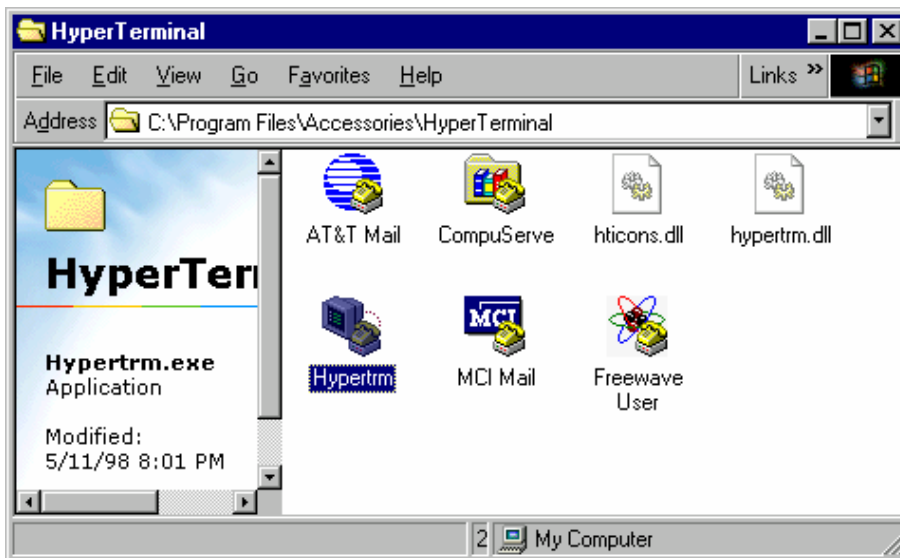 HyperTerminal
File Edit View Go Favorites Help Links »
Address C:\Program Files\Accessories\HyperTerminal
HyperTer
Hypertrm.exe
Application
Modified:
5/11/98 8:01 PM
AT&T Mail
CompuServe
hticons.dll
hypertrm.dll
Hypertrm
MCI
MCI Mail
Freewave
User
2 My Computer